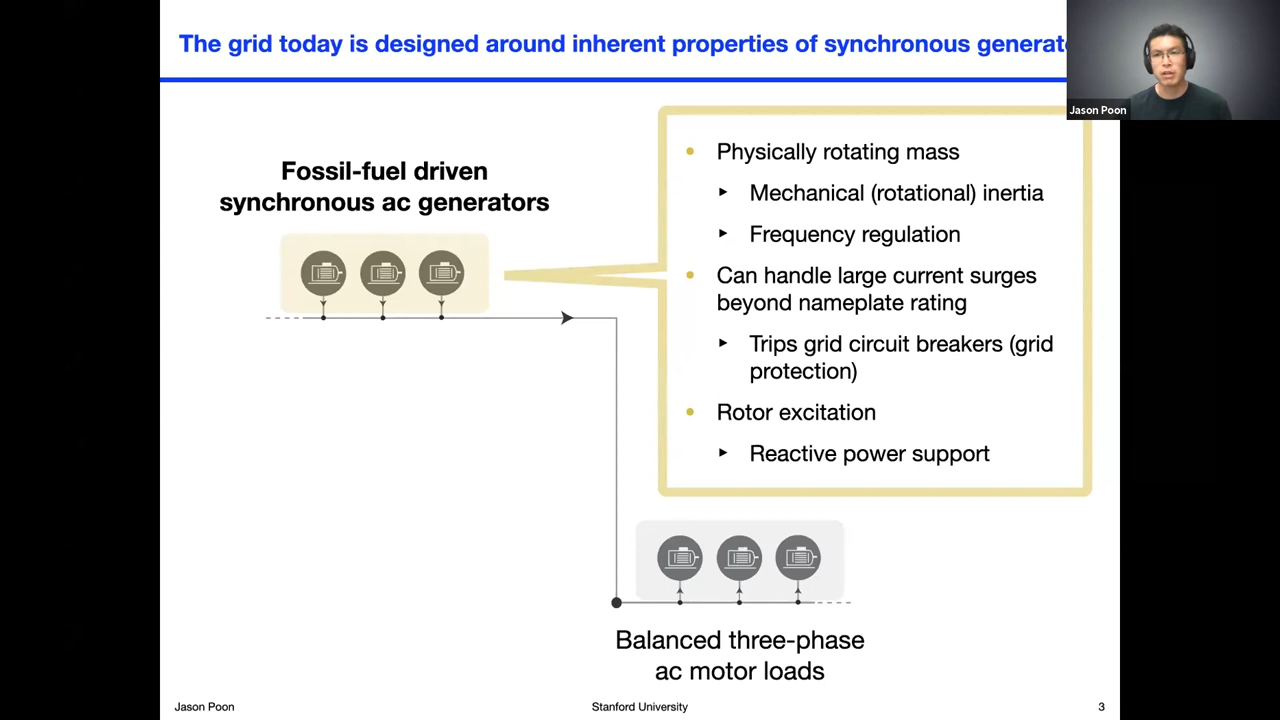 The grid today is designed around inherent properties of synchronous generat
Jason Poon
Fossil-fuel driven
synchronous ac generators
• Physically rotating mass
‣ Mechanical (rotational) inertia
‣ Frequency regulation
• Can handle large current surges
beyond nameplate rating
‣ Trips grid circuit breakers (grid
protection)
• Rotor excitation
‣ Reactive power support
Balanced three-phase
ac motor loads
Jason Poon
Stanford University
3